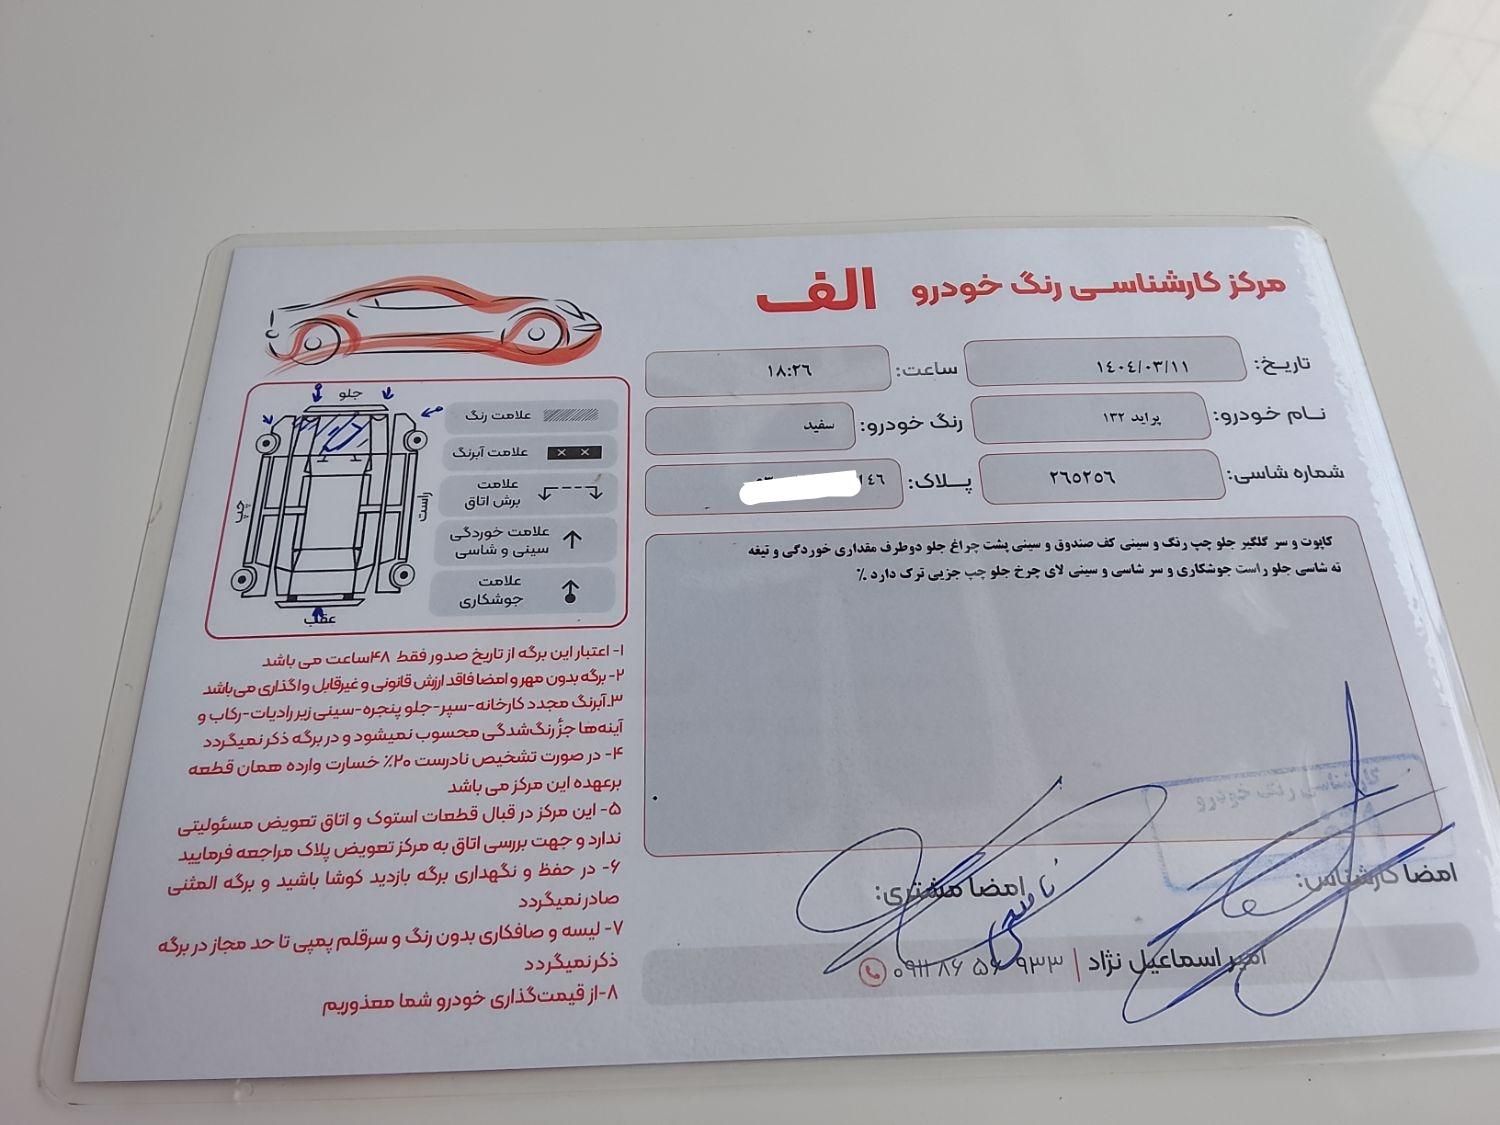 مرکز کارشناسی رنگ خودرو الف
تاریخ: ۱۴۰۴/۰۳/۱۱
ساعت: ۱۸:۲۶
نام خودرو: پراید ۱۳۲
رنگ خودرو: سفید
شماره شاسی: ۲۶۵۲۵۶
پلاک: ۱۴۶
کاپوت و سر گلگیر جلو چپ رنگ و سینی کف صندوق و سینی پشت چراغ جلو دوطرف مقداری خوردگی و تیغه
ته شاسی جلو راست جوشکاری و سر شاسی و سینی لای چرخ جلو چپ جزیی ترک دارد ٪
کارشناسی رنگ خودرو
امضا کارشناس:
امضا مشتری:
امیر اسماعیل نژاد | ۰۹۱۱ ۸۶ ۵۶ ۹۳۳
جلو
عقب
چپ
راست
علامت رنگ
علامت آبرنگ
علامت
برش اتاق
علامت خوردگی
سینی و شاسی
علامت
جوشکاری
۱- اعتبار این برگه از تاریخ صدور فقط ۴۸ساعت می باشد
۲- برگه بدون مهر و امضا فاقد ارزش قانونی و غیرقابل واگذاری می‌باشد
۳.آبرنگ مجدد کارخانه-سپر-جلو پنجره-سینی زیر رادیات-رکاب و
آینه‌ها جزٔ رنگ‌شدگی محسوب نمیشود و در برگه ذکر نمیگردد
۴- در صورت تشخیص نادرست ۲۰٪ خسارت وارده همان قطعه
برعهده این مرکز می باشد
۵- این مرکز در قبال قطعات استوک و اتاق تعویض مسئولیتی
ندارد و جهت بررسی اتاق به مرکز تعویض پلاک مراجعه فرمایید
۶- در حفظ و نگهداری برگه بازدید کوشا باشید و برگه المثنی
صادر نمیگردد
۷- لیسه و صافکاری بدون رنگ و سرقلم پمپی تا حد مجاز در برگه
ذکر نمیگردد
۸-از قیمت‌گذاری خودرو شما معذوریم